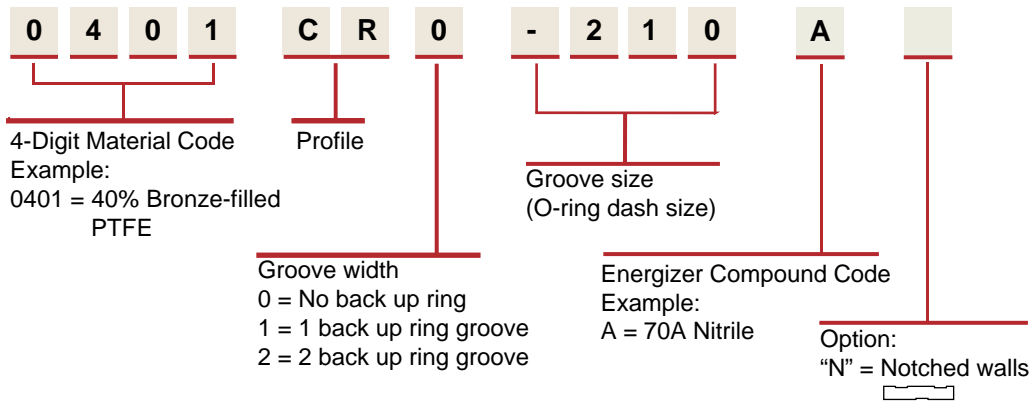 0 4 0 1 C R 0 - 2 1 0 A
4-Digit Material Code
Example:
0401 = 40% Bronze-filled
PTFE
Profile
Groove size
(O-ring dash size)
Groove width
0 = No back up ring
1 = 1 back up ring groove
2 = 2 back up ring groove
Energizer Compound Code
Example:
A = 70A Nitrile
Option:
“N” = Notched walls